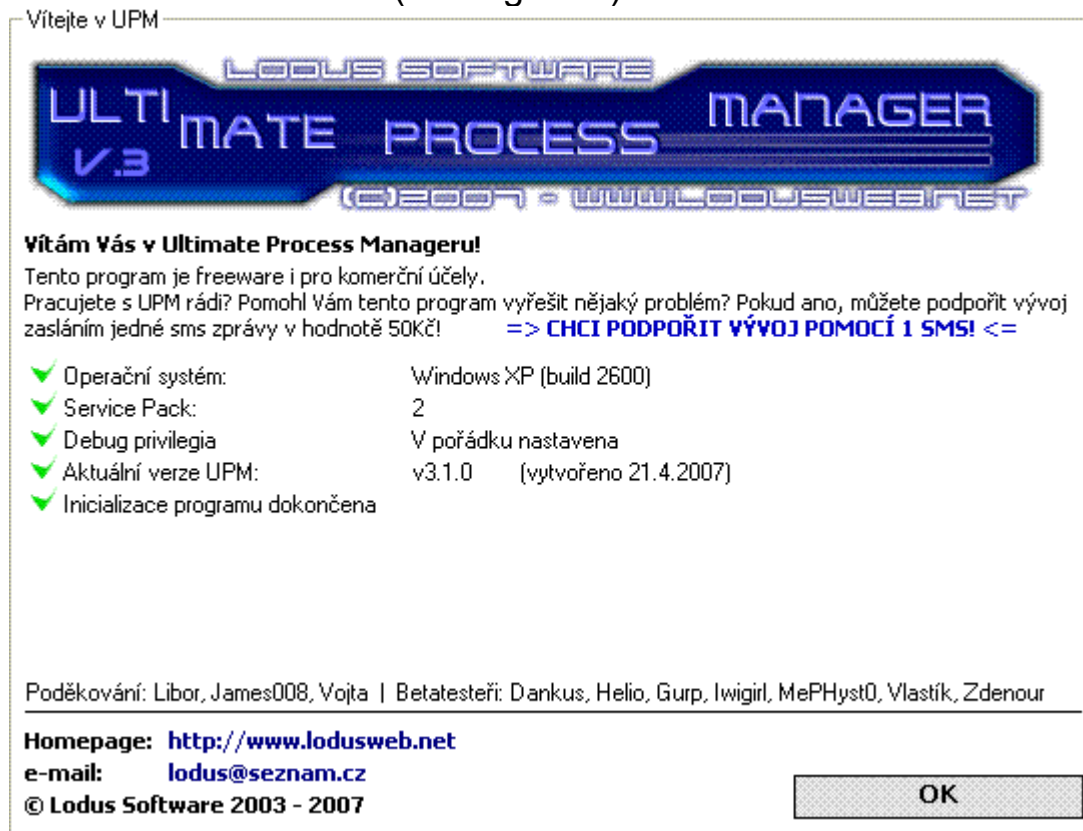 Vítejte v UPM
LODUS SOFTWARE
ULTIMATE PROCESS MANAGER
V.3
(C)2007 - WWW.LODUSWEB.NET
Vítám Vás v Ultimate Process Manageru!
Tento program je freeware i pro komerční účely.
Pracujete s UPM rádi? Pomohl Vám tento program vyřešit nějaký problém? Pokud ano, můžete podpořit vývoj
zasláním jedné sms zprávy v hodnotě 50Kč! => CHCI PODPOŘIT VÝVOJ POMOCÍ 1 SMS! <=
Operační systém: Windows XP (build 2600)
Service Pack: 2
Debug privilegia V pořádku nastavena
Aktuální verze UPM: v3.1.0 (vytvořeno 21.4.2007)
Inicializace programu dokončena
Poděkování: Libor, James008, Vojta | Betatesteři: Dankus, Helio, Gurp, Iwigirl, MePHyst0, Vlastík, Zdenour
Homepage: http://www.lodusweb.net
e-mail: lodus@seznam.cz
© Lodus Software 2003 - 2007
OK